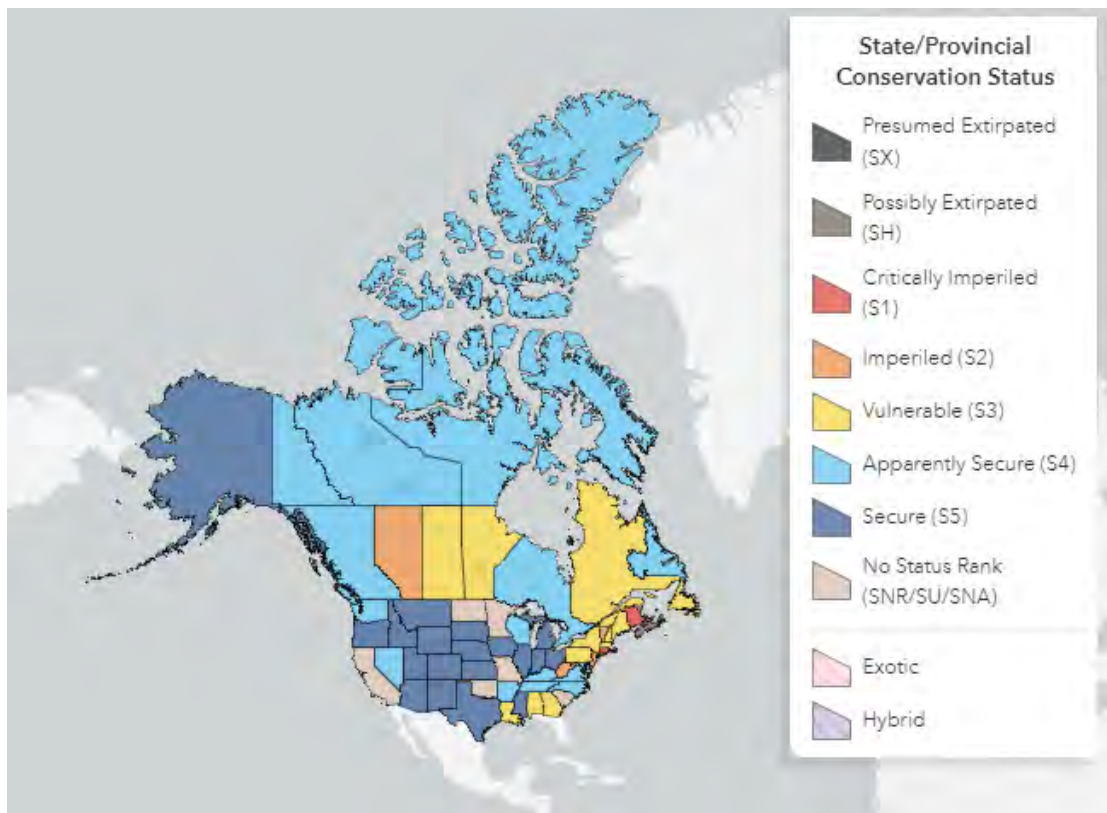 State/Provincial
Conservation Status
Presumed Extirpated
(SX)
Possibly Extirpated
(SH)
Critically Imperiled
(S1)
Imperiled (S2)
Vulnerable (S3)
Apparently Secure (S4)
Secure (S5)
No Status Rank
(SNR/SU/SNA)
Exotic
Hybrid